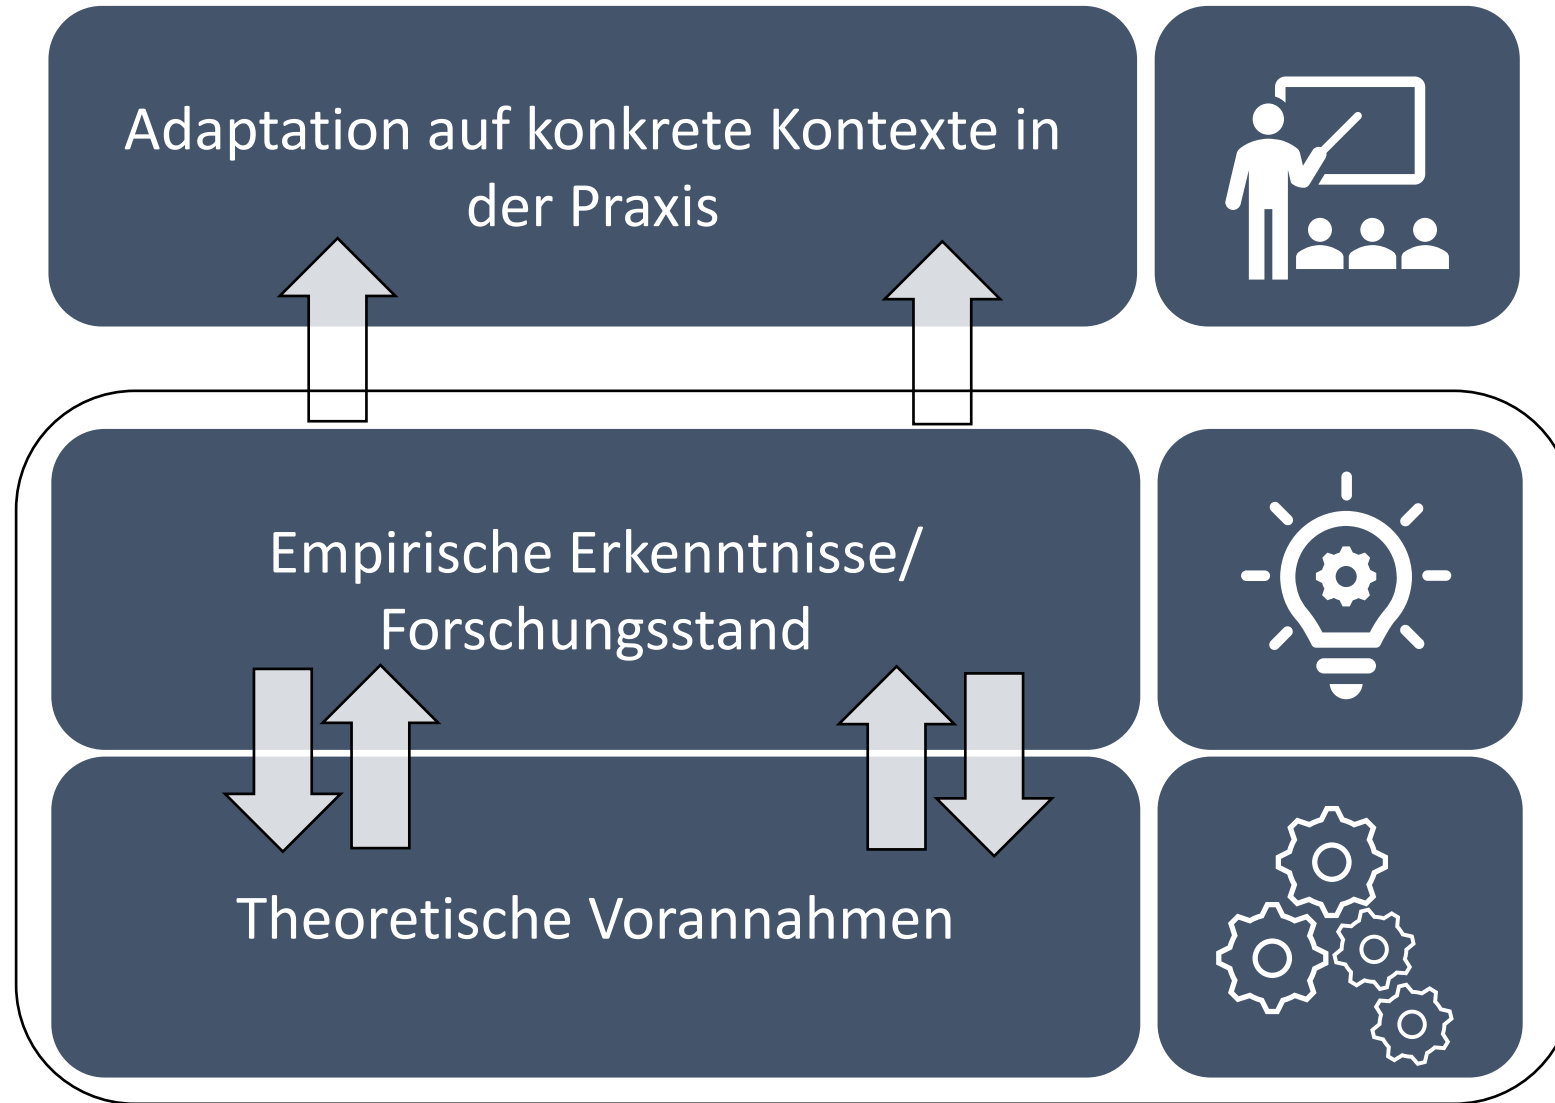 Adaptation auf konkrete Kontexte in
der Praxis
Empirische Erkenntnisse/
Forschungsstand
Theoretische Vorannahmen